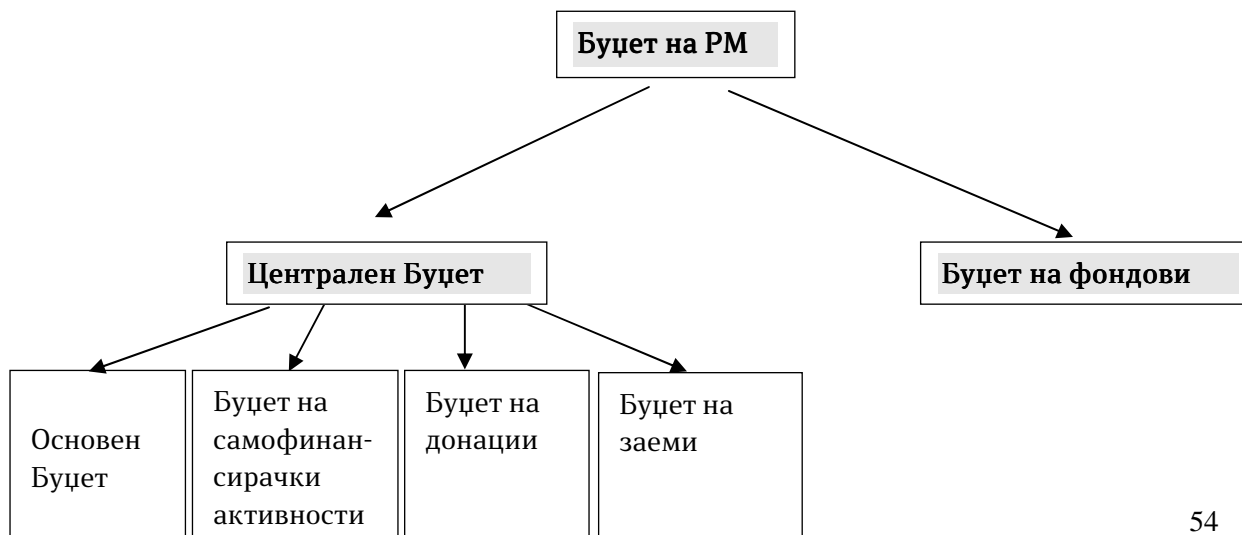 Буџет на РМ
Централен Буџет
Буџет на фондови
Основен
Буџет
Буџет на
самофинан-
сирачки
активности
Буџет на
донации
Буџет на
заеми
54